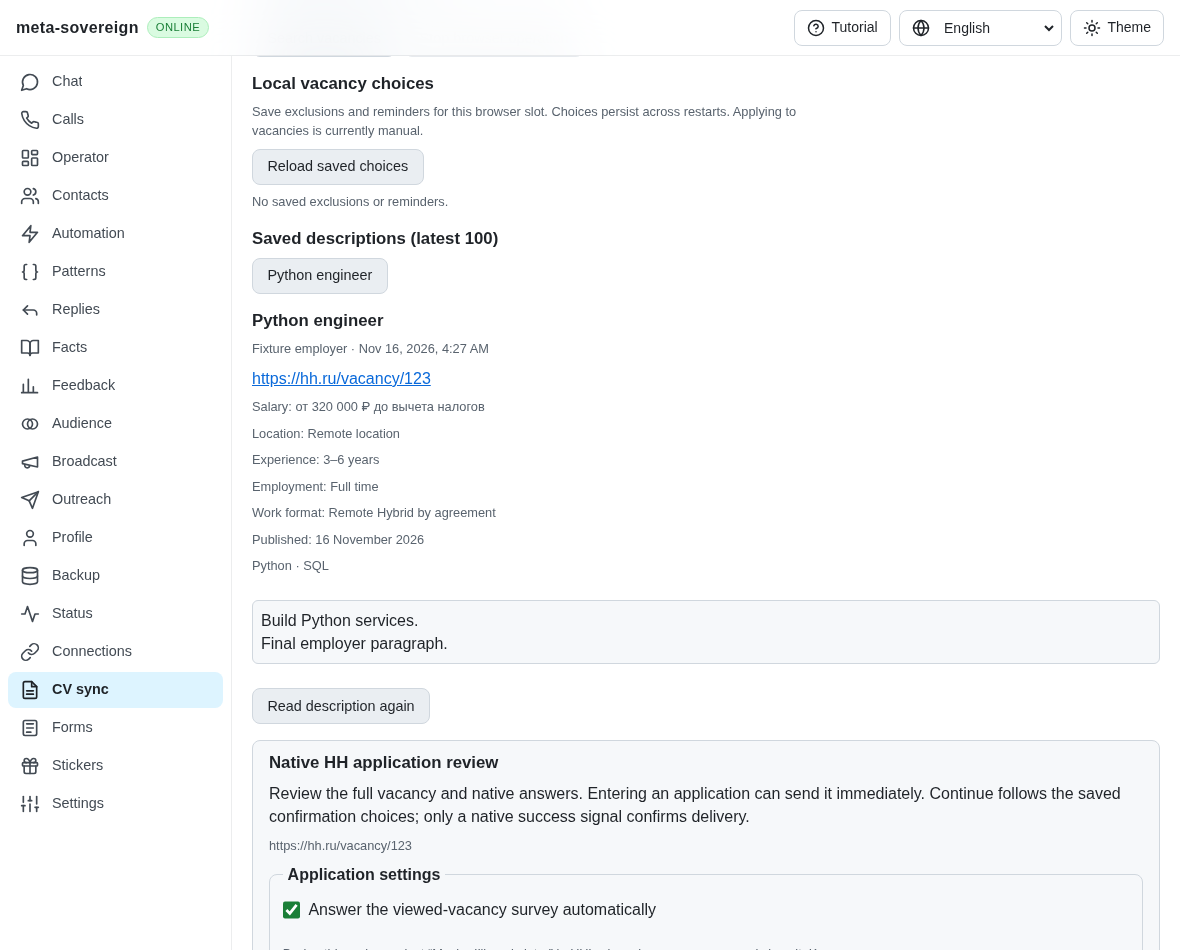 meta-sovereign ONLINE
Tutorial
English
Theme
Chat
Calls
Operator
Contacts
Automation
Patterns
Replies
Facts
Feedback
Audience
Broadcast
Outreach
Profile
Backup
Status
Connections
CV sync
Forms
Stickers
Settings
Local vacancy choices
Save exclusions and reminders for this browser slot. Choices persist across restarts. Applying to
vacancies is currently manual.
Reload saved choices
No saved exclusions or reminders.
Saved descriptions (latest 100)
Python engineer
Python engineer
Fixture employer · Nov 16, 2026, 4:27 AM
https://hh.ru/vacancy/123
Salary: от 320 000 ₽ до вычета налогов
Location: Remote location
Experience: 3–6 years
Employment: Full time
Work format: Remote Hybrid by agreement
Published: 16 November 2026
Python · SQL
Build Python services.
Final employer paragraph.
Read description again
Native HH application review
Review the full vacancy and native answers. Entering an application can send it immediately. Continue follows the saved
confirmation choices; only a native success signal confirms delivery.
https://hh.ru/vacancy/123
Application settings
Answer the viewed-vacancy survey automatically